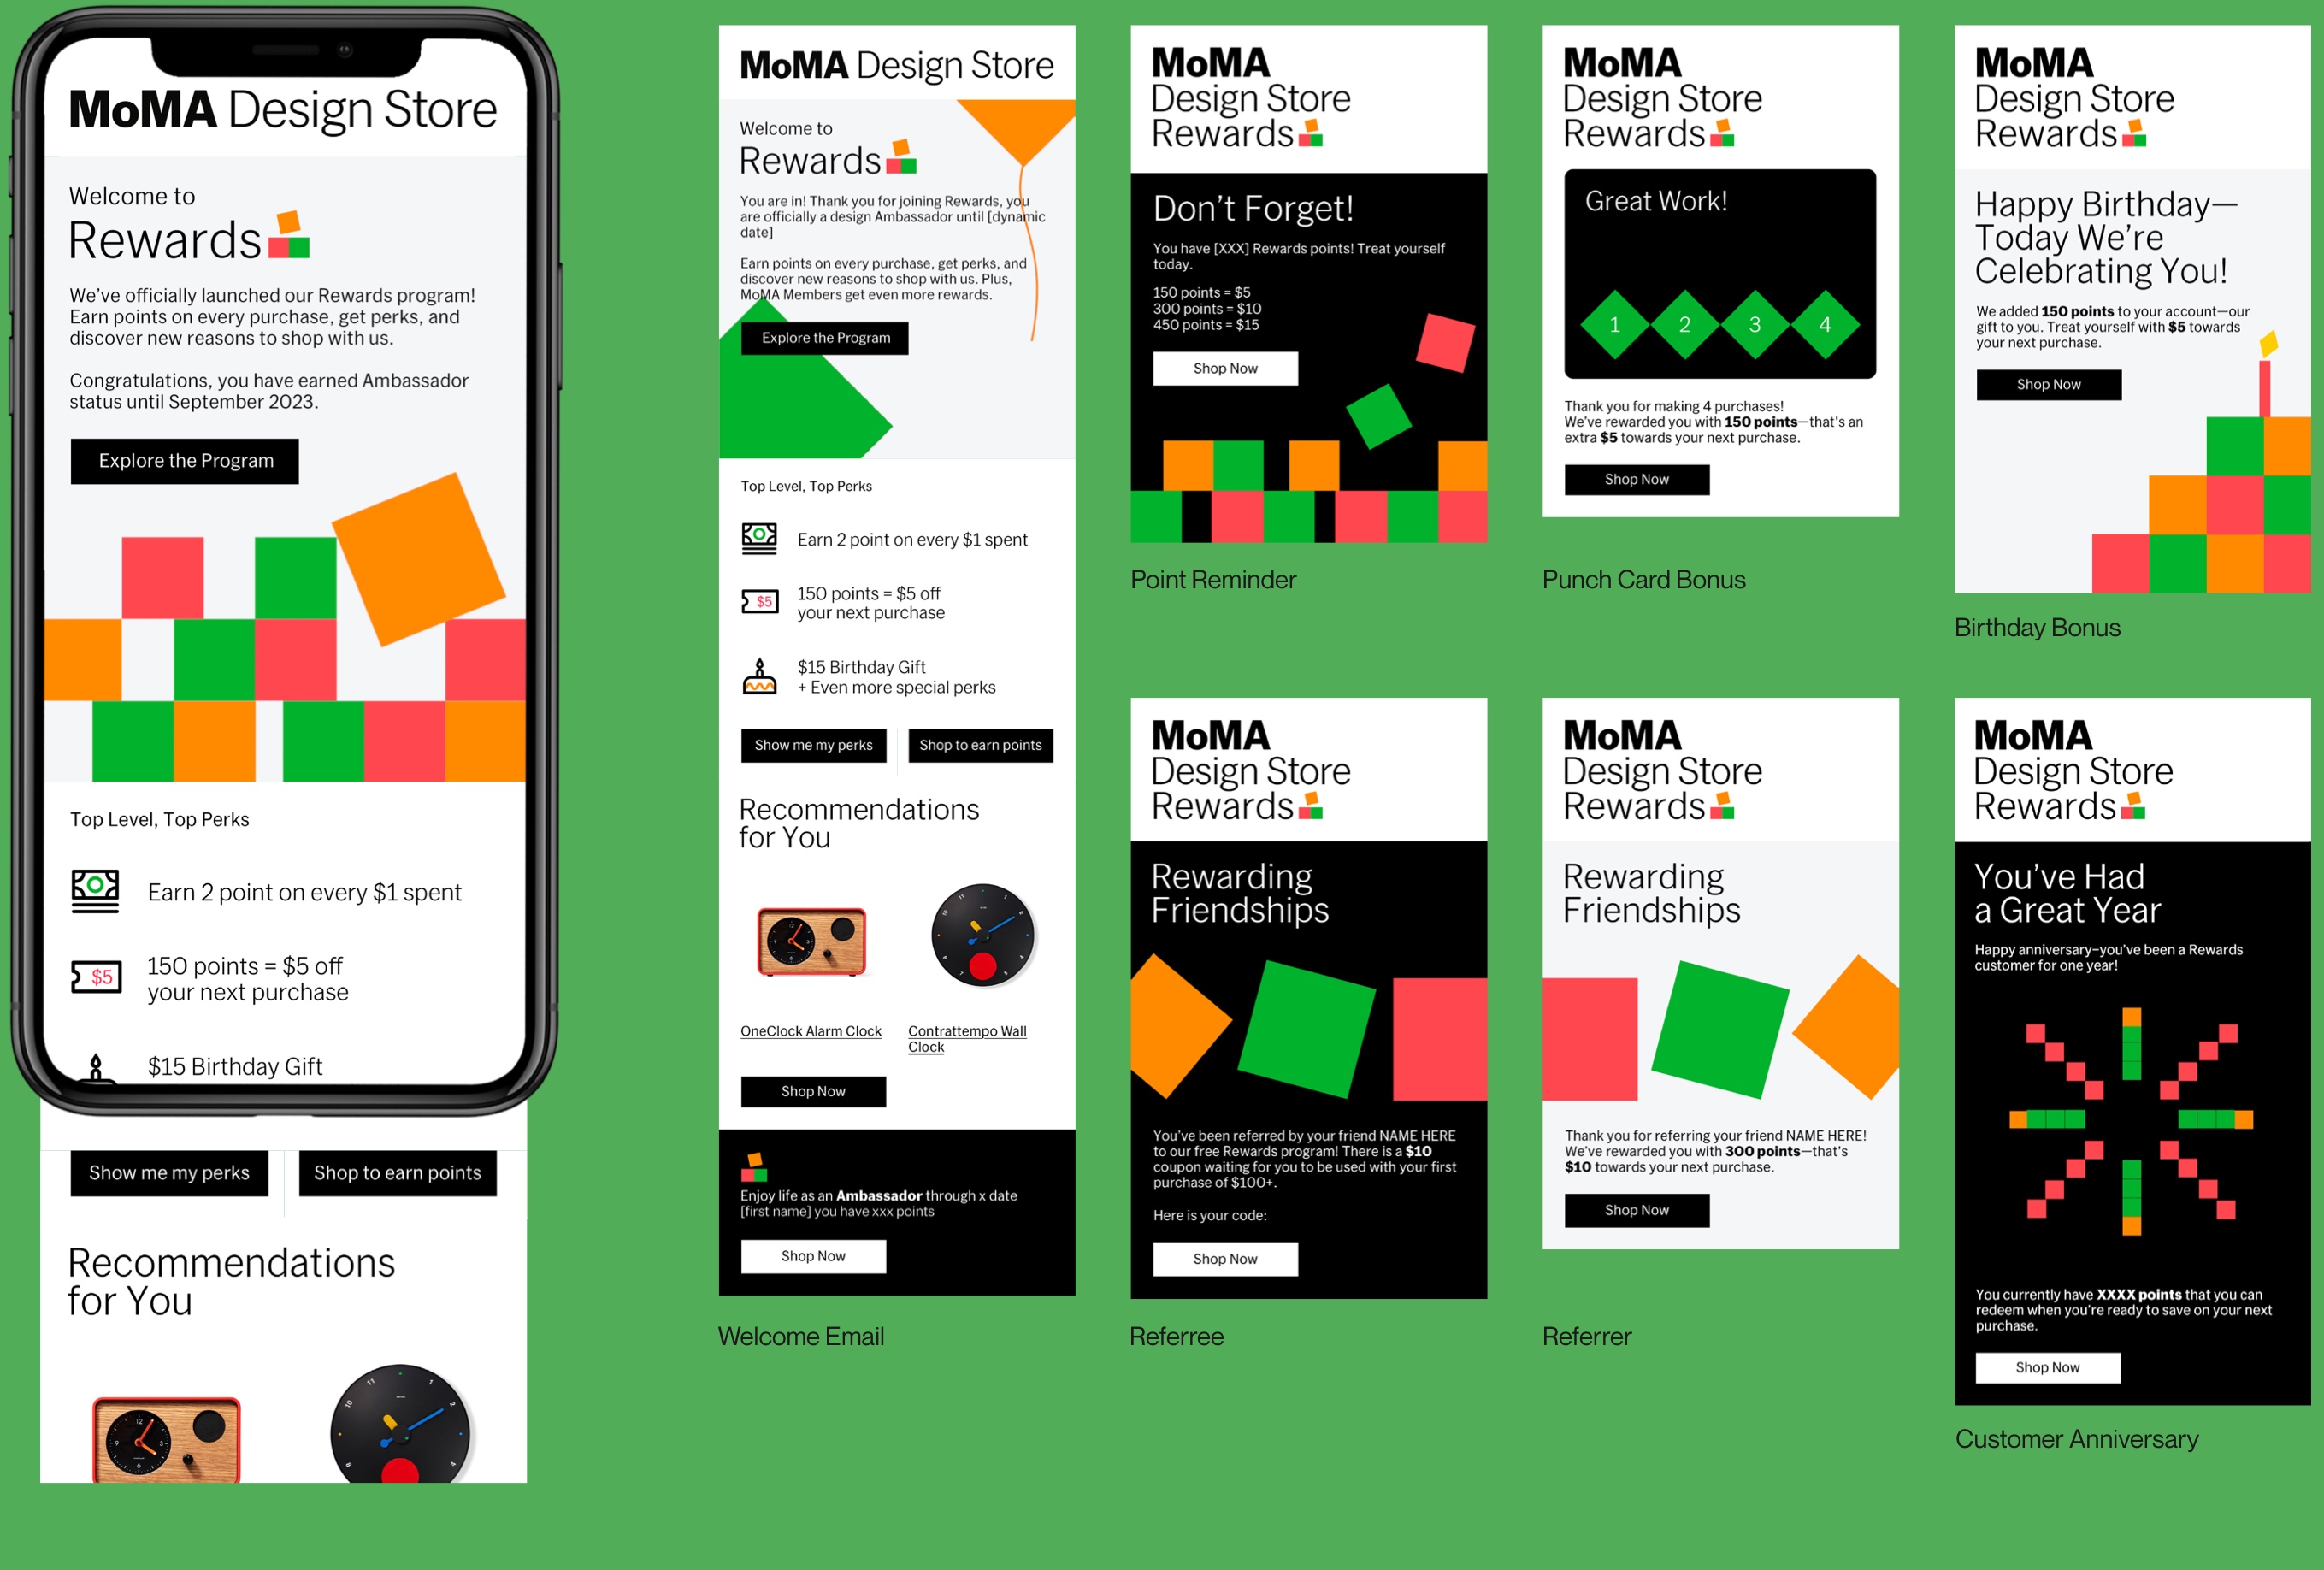 MoMA Design Store
Welcome to
Rewards
We've officially launched our Rewards program!
Earn points on every purchase, get perks, and
discover new reasons to shop with us.
Congratulations, you have earned Ambassador
status until September 2023.
Explore the Program
Top Level, Top Perks
Earn 2 point on every $1 spent
$5
150 points = $5 off
your next purchase
$15 Birthday Gift
Show me my perks
Shop to earn points
Recommendations
for You
MoMA Design Store
Welcome to
Rewards
You are in! Thank you for joining Rewards, you
are officially a design Ambassador until [dynamic
date]
Earn points on every purchase, get perks, and
discover new reasons to shop with us. Plus,
MoMA Members get even more rewards.
Explore the Program
Top Level, Top Perks
Earn 2 point on every $1 spent
$5
150 points = $5 off
your next purchase
$15 Birthday Gift
+ Even more special perks
Show me my perks
Shop to earn points
Recommendations
for You
OneClock Alarm Clock
Contrattempo Wall
Clock
Shop Now
Enjoy life as an Ambassador through x date
[first name] you have xxx points
Shop Now
Welcome Email
MoMA
Design Store
Rewards
Don't Forget!
You have [XXX] Rewards points! Treat yourself
today.
150 points = $5
300 points = $10
450 points = $15
Shop Now
Point Reminder
MoMA
Design Store
Rewards
Great Work!
1 2 3 4
Thank you for making 4 purchases!
We've rewarded you with 150 points—that's an
extra $5 towards your next purchase.
Shop Now
Punch Card Bonus
MoMA
Design Store
Rewards
Happy Birthday—
Today We're
Celebrating You!
We added 150 points to your account—our
gift to you. Treat yourself with $5 towards
your next purchase.
Shop Now
Birthday Bonus
MoMA
Design Store
Rewards
Rewarding
Friendships
You've been referred by your friend NAME HERE
to our free Rewards program! There is a $10
coupon waiting for you to be used with your first
purchase of $100+.
Here is your code:
Shop Now
Referree
MoMA
Design Store
Rewards
Rewarding
Friendships
Thank you for referring your friend NAME HERE!
We've rewarded you with 300 points—that's
$10 towards your next purchase.
Shop Now
Referrer
MoMA
Design Store
Rewards
You've Had
a Great Year
Happy anniversary–you've been a Rewards
customer for one year!
You currently have XXXX points that you can
redeem when you're ready to save on your next
purchase.
Shop Now
Customer Anniversary